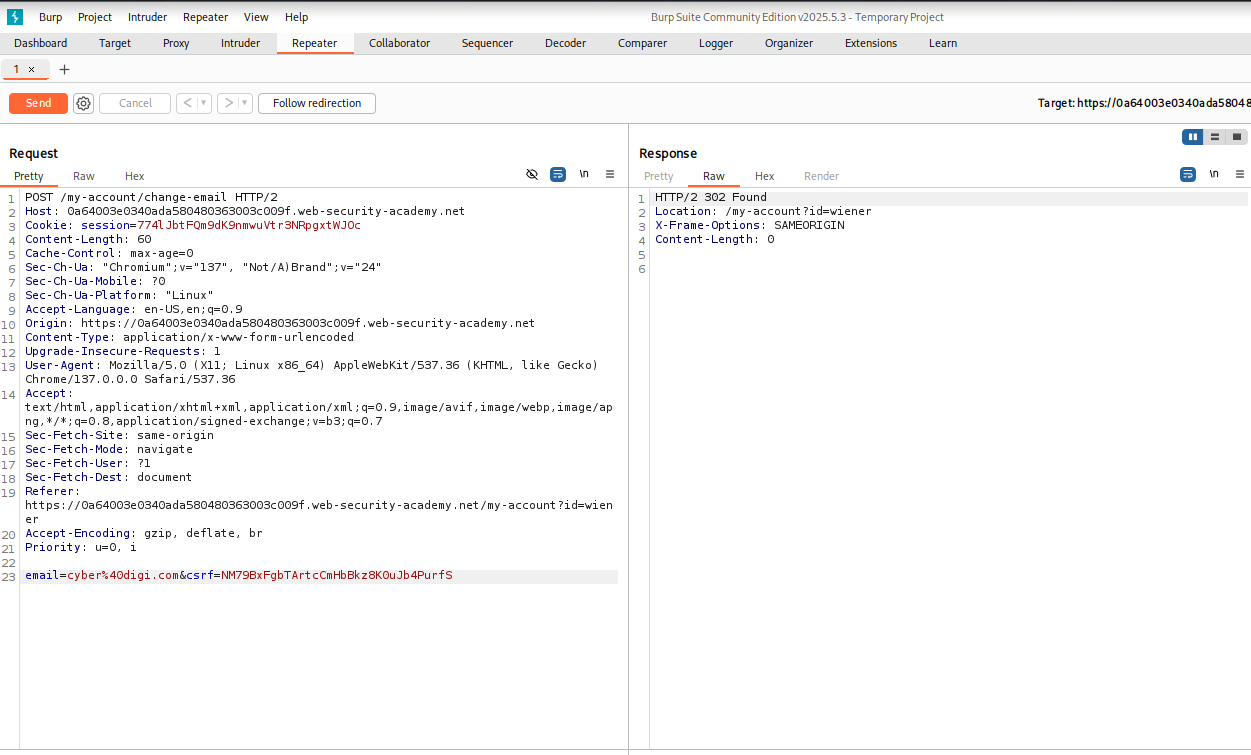 Burp Project Intruder Repeater View Help Burp Suite Community Edition v2025.5.3 - Temporary Project
Dashboard Target Proxy Intruder Repeater Collaborator Sequencer Decoder Comparer Logger Organizer Extensions Learn
1 × +
Send Cancel < > Follow redirection Target: https://0a64003e0340ada58048
Request
Pretty Raw Hex \n
1 POST /my-account/change-email HTTP/2
2 Host: 0a64003e0340ada580480363003c009f.web-security-academy.net
3 Cookie: session=774lJbtFQm9dK9nmwuVtr3NRpgxtWJOc
4 Content-Length: 60
5 Cache-Control: max-age=0
6 Sec-Ch-Ua: "Chromium";v="137", "Not/A)Brand";v="24"
7 Sec-Ch-Ua-Mobile: ?0
8 Sec-Ch-Ua-Platform: "Linux"
9 Accept-Language: en-US,en;q=0.9
10 Origin: https://0a64003e0340ada580480363003c009f.web-security-academy.net
11 Content-Type: application/x-www-form-urlencoded
12 Upgrade-Insecure-Requests: 1
13 User-Agent: Mozilla/5.0 (X11; Linux x86_64) AppleWebKit/537.36 (KHTML, like Gecko)
Chrome/137.0.0.0 Safari/537.36
14 Accept:
text/html,application/xhtml+xml,application/xml;q=0.9,image/avif,image/webp,image/ap
ng,*/*;q=0.8,application/signed-exchange;v=b3;q=0.7
15 Sec-Fetch-Site: same-origin
16 Sec-Fetch-Mode: navigate
17 Sec-Fetch-User: ?1
18 Sec-Fetch-Dest: document
19 Referer:
https://0a64003e0340ada580480363003c009f.web-security-academy.net/my-account?id=wien
er
20 Accept-Encoding: gzip, deflate, br
21 Priority: u=0, i
22
23 email=cyber%40digi.com&csrf=NM79BxFgbTArtcCmHbBkz8K0uJb4PurfS
Response
Pretty Raw Hex Render \n
1 HTTP/2 302 Found
2 Location: /my-account?id=wiener
3 X-Frame-Options: SAMEORIGIN
4 Content-Length: 0
5
6